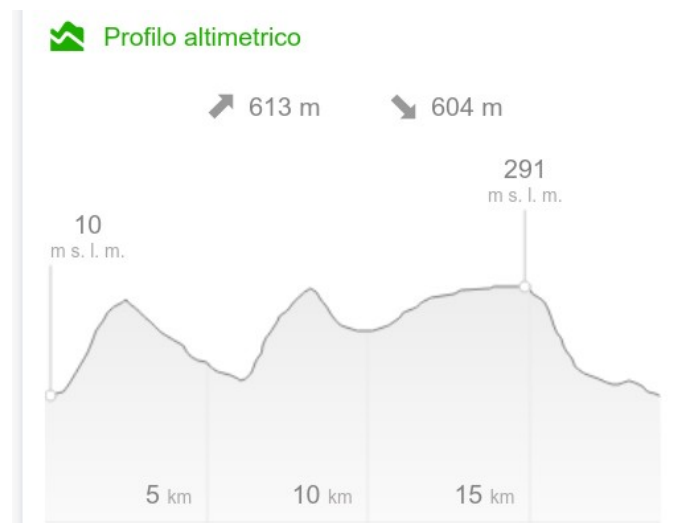 Profilo altimetrico
613 m 604 m
291
m s. l. m.
10
m s. l. m.
5 km 10 km 15 km